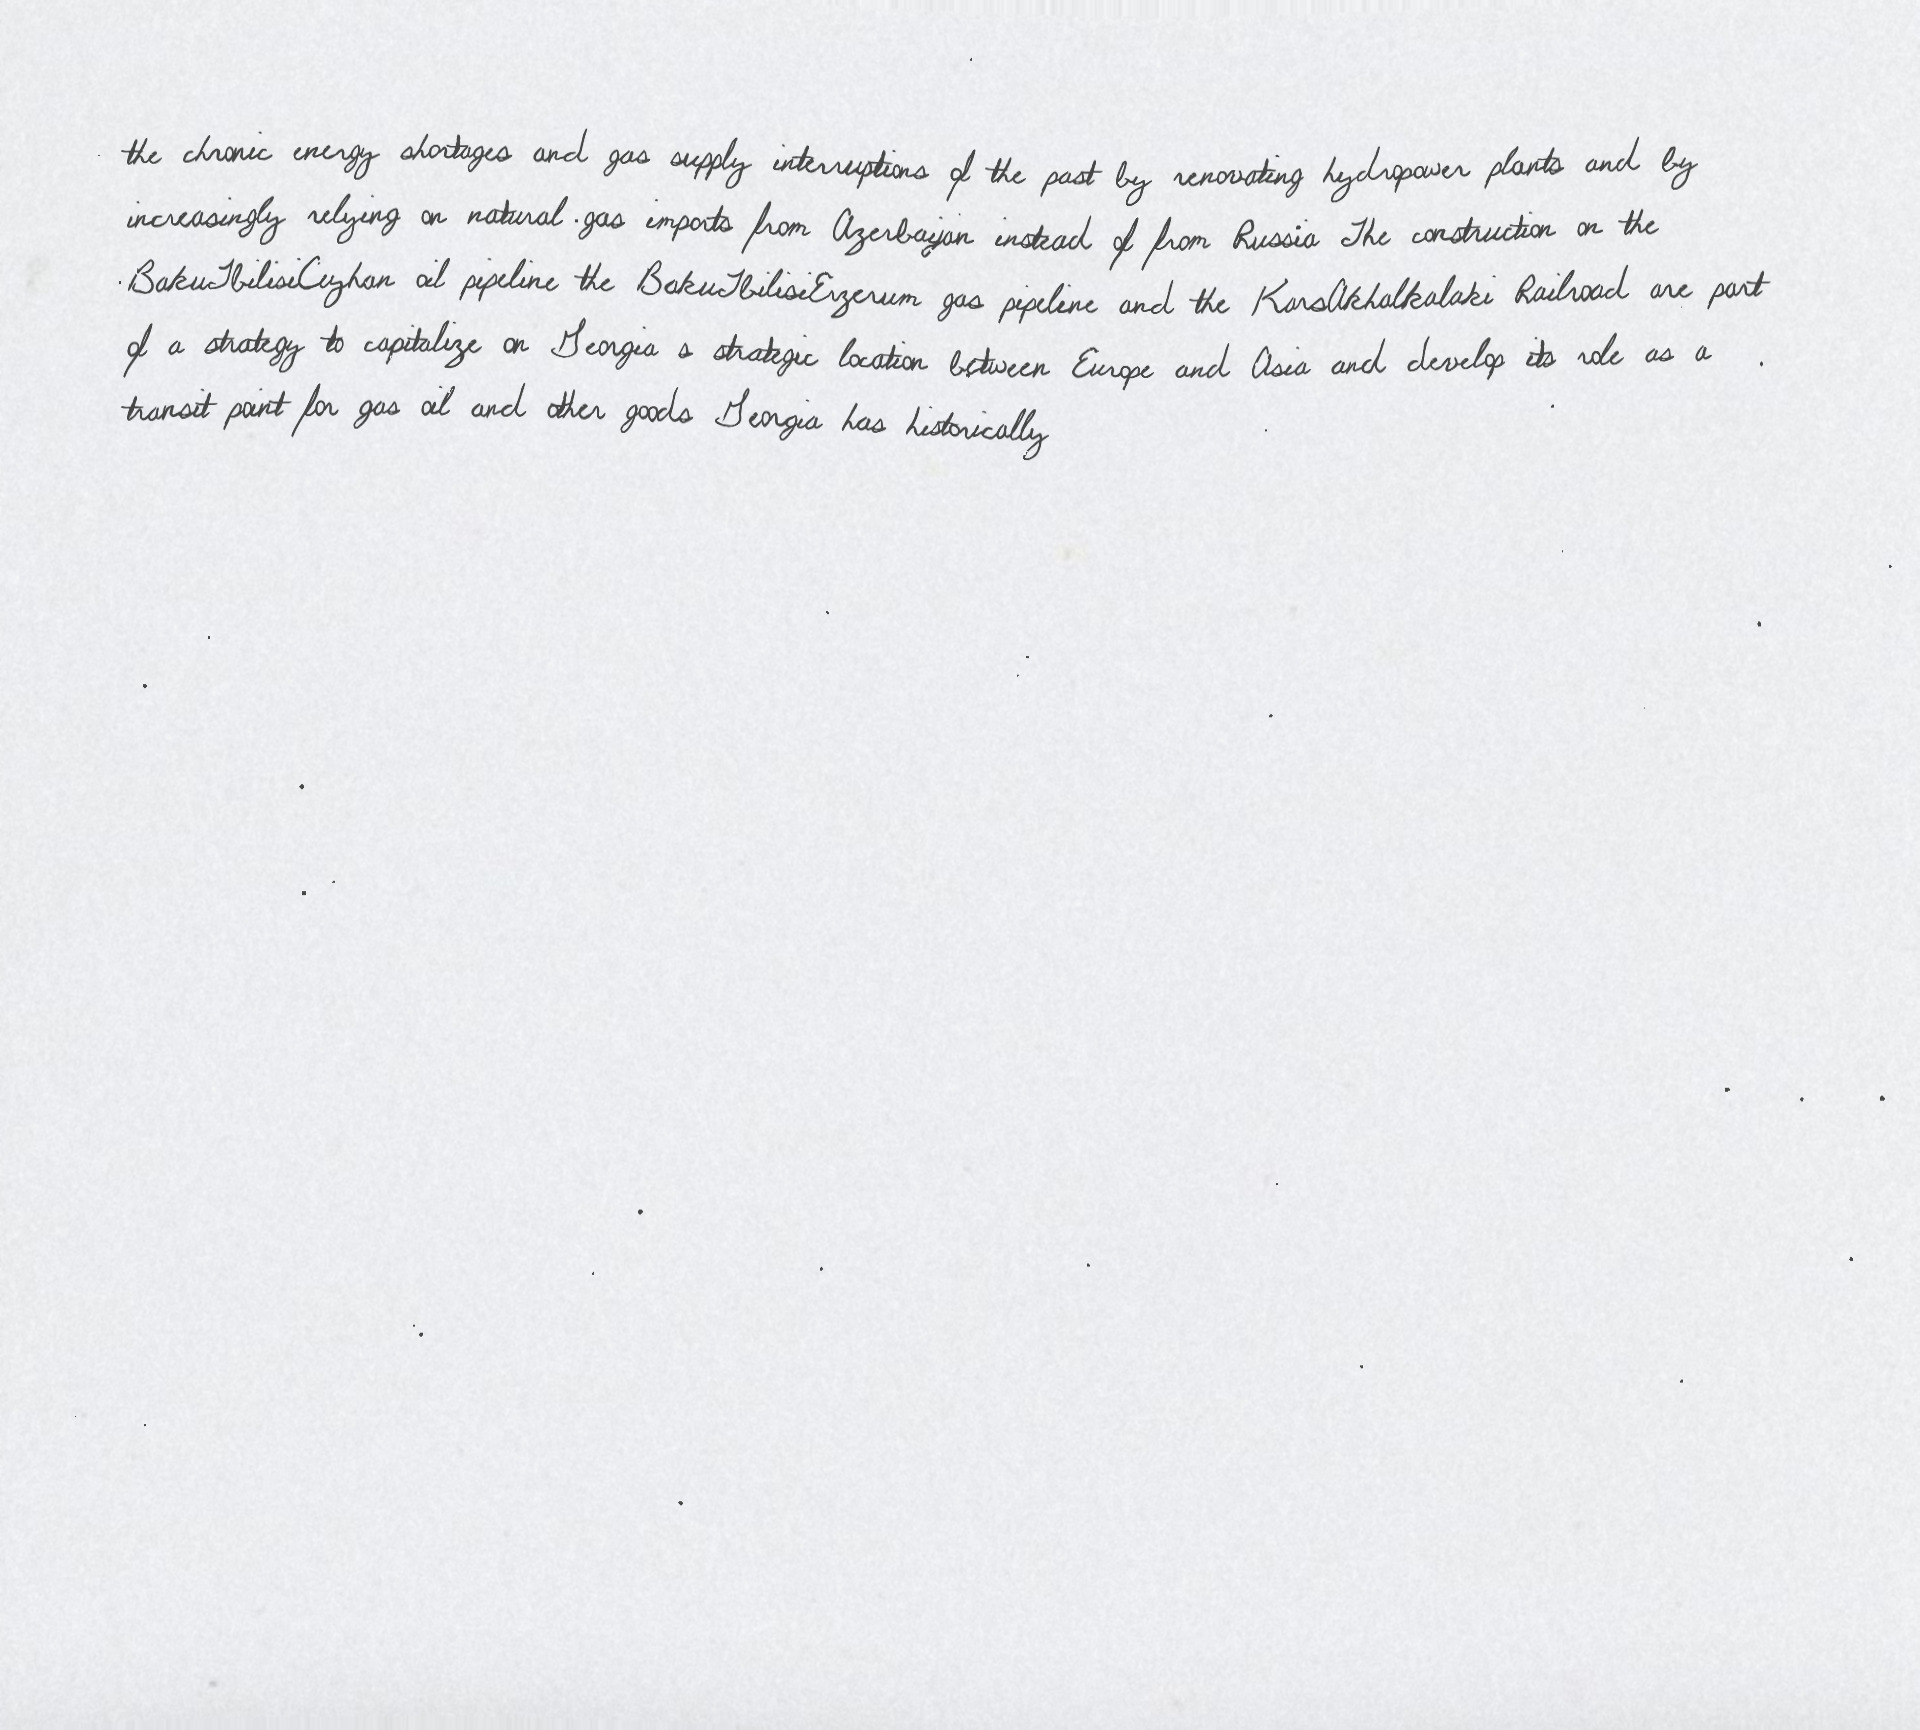 the chronic energy shortages and gas supply interruptions of the past by renovating hydropower plants and by
increasingly relying on natural gas imports from Azerbaijan instead of from Russia The construction on the
BakuTbilisiCeyhan oil pipeline the BakuTbilisiErzerum gas pipeline and the KarsAkhalkalaki Railroad are part
of a strategy to capitalize on Georgia s strategic location between Europe and Asia and develop its role as a
transit point for gas oil and other goods Georgia has historically